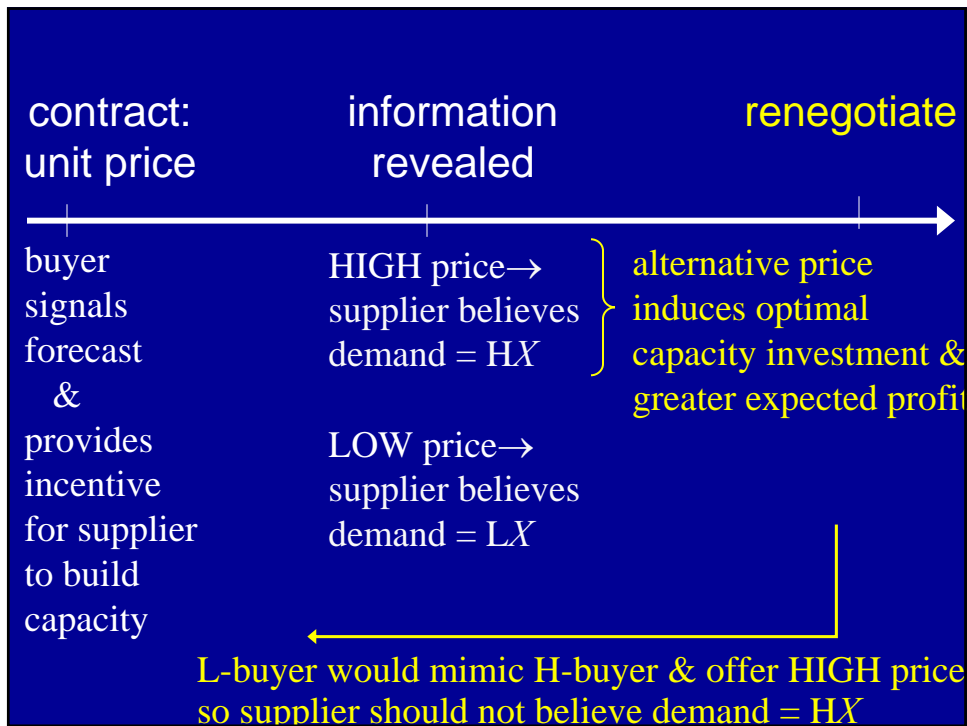 contract:
unit price
information
revealed
renegotiate
buyer
signals
forecast
&
provides
incentive
for supplier
to build
capacity
HIGH price→
supplier believes
demand = HX
LOW price→
supplier believes
demand = LX
alternative price
induces optimal
capacity investment &
greater expected profit
L-buyer would mimic H-buyer & offer HIGH price
so supplier should not believe demand = HX